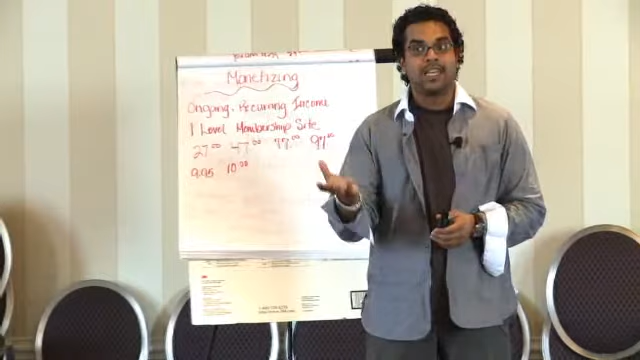 Monetizing
Ongoing, Recurring Income
1 Level Membership Site
27.00 47.00 77.00 97.00
9.95 10.00